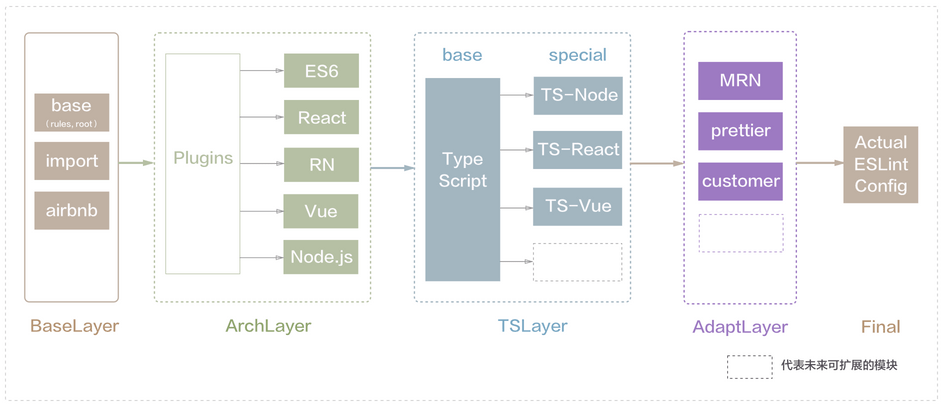 base
(rules, root)
import
airbnb
BaseLayer
Plugins
ES6
React
RN
Vue
Node.js
ArchLayer
base
special
Type
Script
TS-Node
TS-React
TS-Vue
TSLayer
MRN
prettier
customer
AdaptLayer
Actual
ESLint
Config
Final
代表未来可扩展的模块